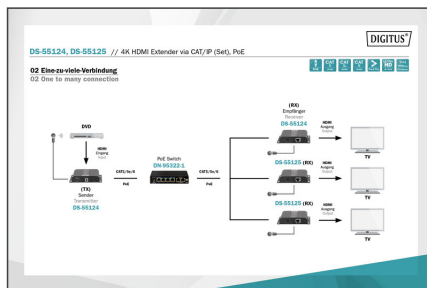 DIGITUS®
DS-55124, DS-55125 // 4K HDMI Extender via CAT/IP (Set), PoE
02 Eine-zu-viele-Verbindung
02 One to many connection
DVD
HDMI
Eingang
Input
(TX)
Sender
Transmitter
DS-55124
CAT5/5e/6
PoE
PoE Switch
DN-95322-1
CAT5/5e/6
PoE
(RX)
Empfänger
Receiver
DS-55124
HDMI
Ausgang
Output
TV
DS-55125 (RX)
HDMI
Ausgang
Output
TV
DS-55125 (RX)
HDMI
Ausgang
Output
TV